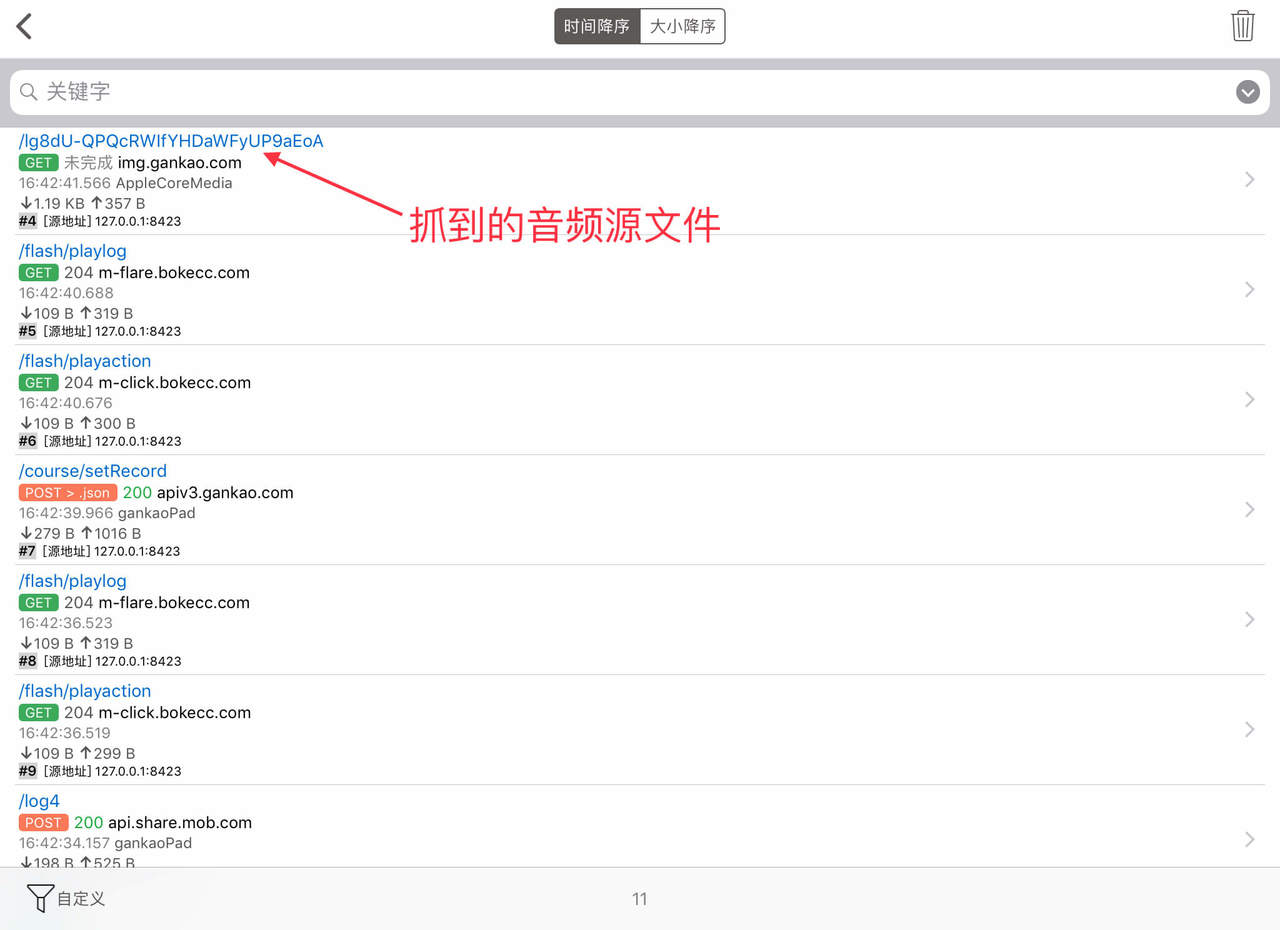 时间降序 大小降序
关键字
/lg8dU-QPQcRWIfYHDaWFyUP9aEoA
GET 未完成 img.gankao.com
16:42:41.566 AppleCoreMedia
↓1.19 KB ↑357 B
#4 [源地址] 127.0.0.1:8423
抓到的音频源文件
/flash/playlog
GET 204 m-flare.bokecc.com
16:42:40.688
↓109 B ↑319 B
#5 [源地址] 127.0.0.1:8423
/flash/playaction
GET 204 m-click.bokecc.com
16:42:40.676
↓109 B ↑300 B
#6 [源地址] 127.0.0.1:8423
/course/setRecord
POST > .json 200 apiv3.gankao.com
16:42:39.966 gankaoPad
↓279 B ↑1016 B
#7 [源地址] 127.0.0.1:8423
/flash/playlog
GET 204 m-flare.bokecc.com
16:42:36.523
↓109 B ↑319 B
#8 [源地址] 127.0.0.1:8423
/flash/playaction
GET 204 m-click.bokecc.com
16:42:36.519
↓109 B ↑299 B
#9 [源地址] 127.0.0.1:8423
/log4
POST 200 api.share.mob.com
16:42:34.157 gankaoPad
↓198 B ↑525 B
自定义 11